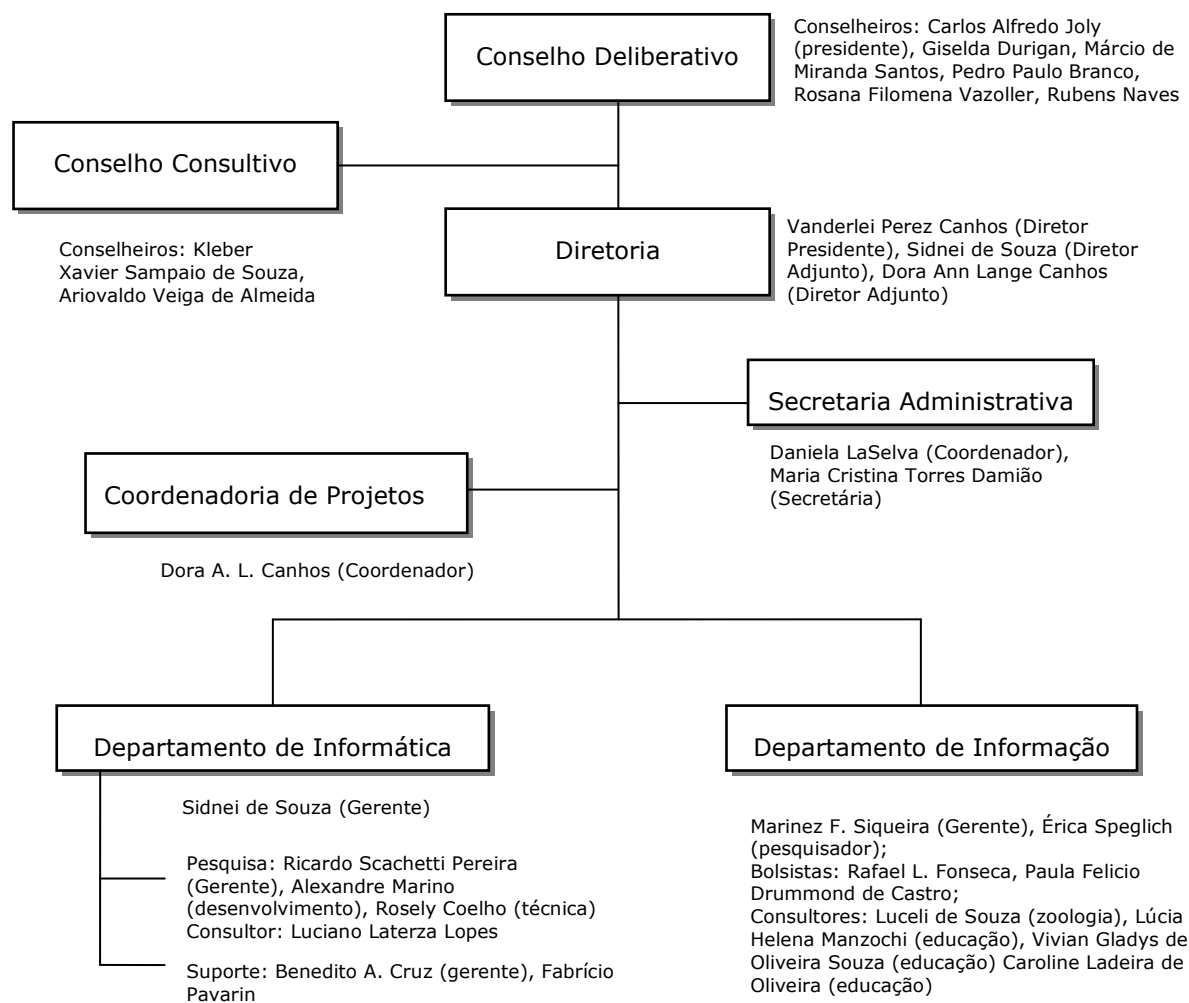 Conselho Deliberativo
Conselheiros: Carlos Alfredo Joly
(presidente), Giselda Durigan, Márcio de
Miranda Santos, Pedro Paulo Branco,
Rosana Filomena Vazoller, Rubens Naves
Conselho Consultivo
Conselheiros: Kleber
Xavier Sampaio de Souza,
Ariovaldo Veiga de Almeida
Diretoria
Vanderlei Perez Canhos (Diretor
Presidente), Sidnei de Souza (Diretor
Adjunto), Dora Ann Lange Canhos
(Diretor Adjunto)
Secretaria Administrativa
Daniela LaSelva (Coordenador),
Maria Cristina Torres Damião
(Secretária)
Coordenadoria de Projetos
Dora A. L. Canhos (Coordenador)
Departamento de Informática
Sidnei de Souza (Gerente)
Pesquisa: Ricardo Scachetti Pereira
(Gerente), Alexandre Marino
(desenvolvimento), Rosely Coelho (técnica)
Consultor: Luciano Laterza Lopes
Suporte: Benedito A. Cruz (gerente), Fabrício
Pavarin
Departamento de Informação
Marinez F. Siqueira (Gerente), Érica Speglich
(pesquisador);
Bolsistas: Rafael L. Fonseca, Paula Felicio
Drummond de Castro;
Consultores: Luceli de Souza (zoologia), Lúcia
Helena Manzochi (educação), Vivian Gladys de
Oliveira Souza (educação) Caroline Ladeira de
Oliveira (educação)